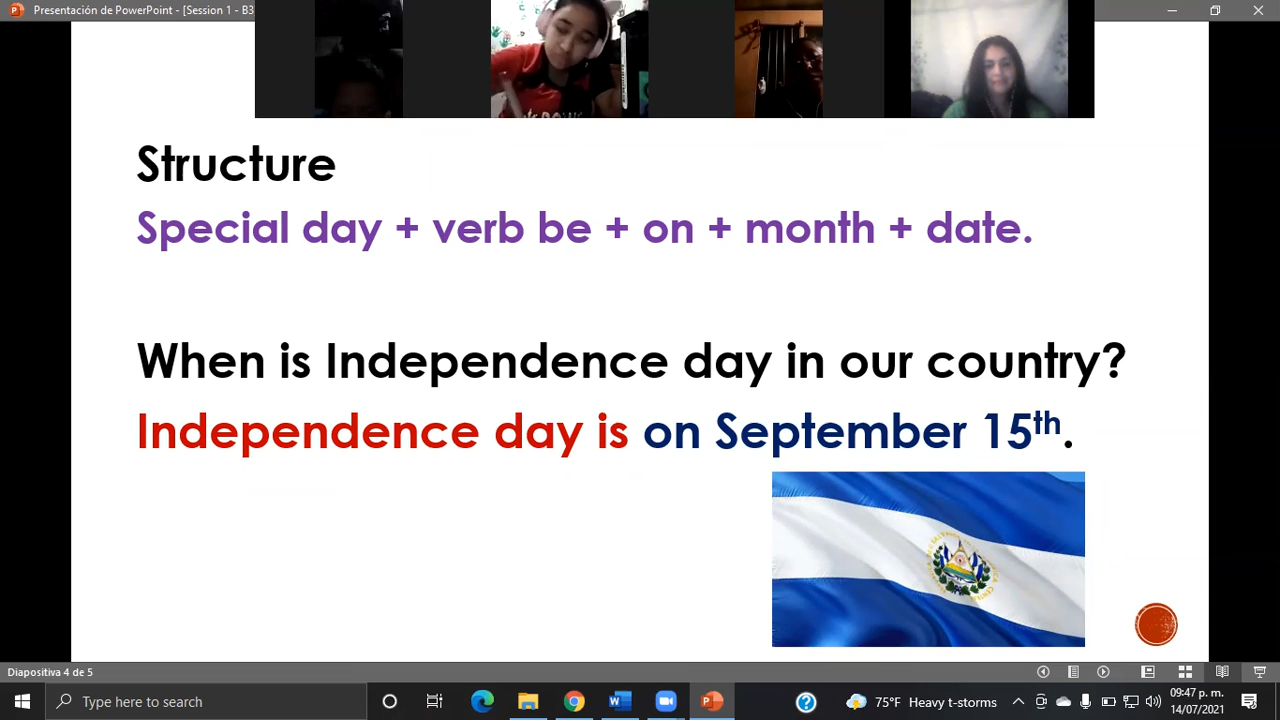 Presentación de PowerPoint - [Session 1 - B3
Structure
Special day + verb be + on + month + date.
When is Independence day in our country?
Independence day is on September 15th.
Diapositiva 4 de 5
Type here to search
75°F Heavy t-storms
09:47 p. m.
14/07/2021